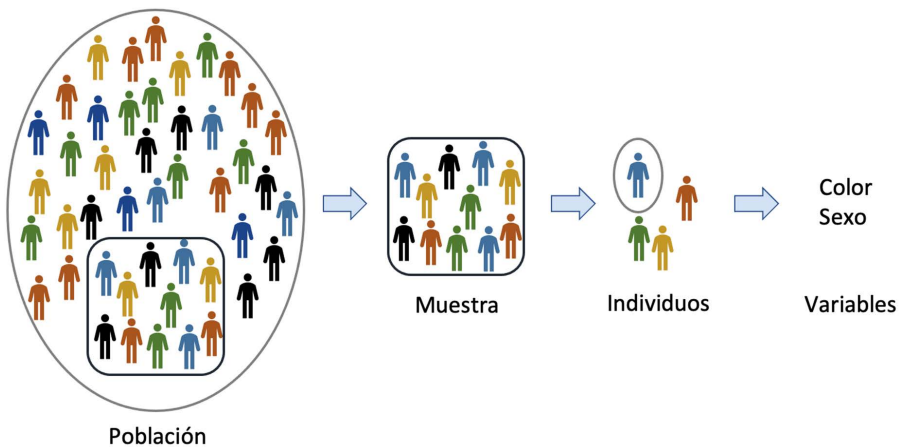 Color
Sexo
Muestra
Individuos
Variables
Población